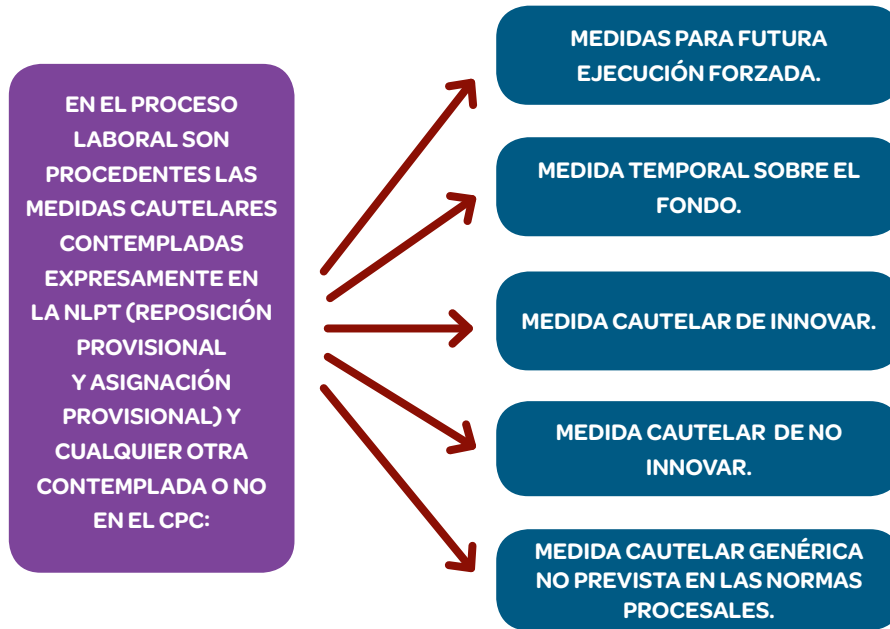 EN EL PROCESO
LABORAL SON
PROCEDENTES LAS
MEDIDAS CAUTELARES
CONTEMPLADAS
EXPRESAMENTE EN
LA NLPT (REPOSICIÓN
PROVISIONAL
Y ASIGNACIÓN
PROVISIONAL) Y
CUALQUIER OTRA
CONTEMPLADA O NO
EN EL CPC:
MEDIDAS PARA FUTURA
EJECUCIÓN FORZADA.
MEDIDA TEMPORAL SOBRE EL
FONDO.
MEDIDA CAUTELAR DE INNOVAR.
MEDIDA CAUTELAR DE NO
INNOVAR.
MEDIDA CAUTELAR GENÉRICA
NO PREVISTA EN LAS NORMAS
PROCESALES.